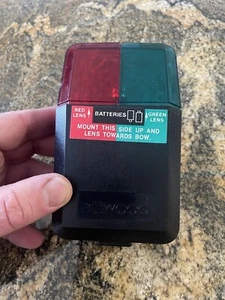 RED LENS
BATTERIES
GREEN LENS
MOUNT THIS SIDE UP AND
LENS TOWARDS BOW.